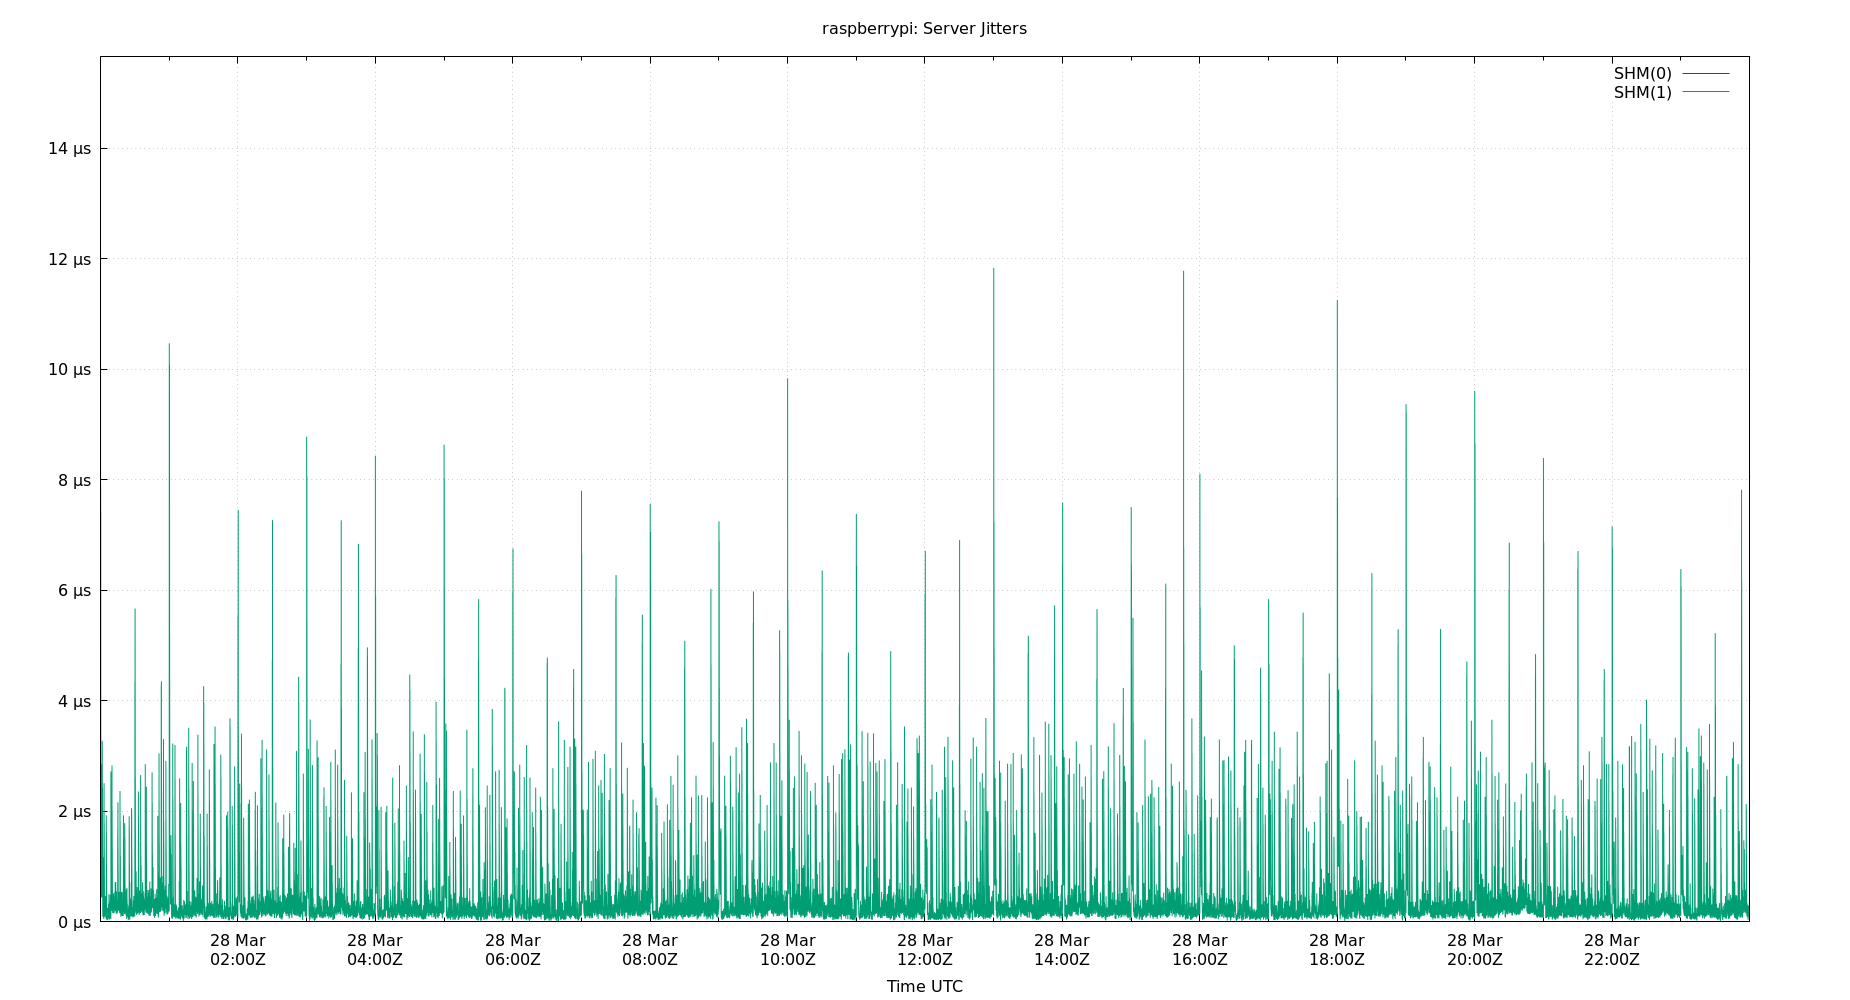 raspberrypi: Server Jitters
SHM(0)
SHM(1)
14 µs
12 µs
10 µs
8 µs
6 µs
4 µs
2 µs
0 µs
28 Mar 28 Mar 28 Mar 28 Mar 28 Mar 28 Mar 28 Mar 28 Mar 28 Mar 28 Mar 28 Mar
02:00Z 04:00Z 06:00Z 08:00Z 10:00Z 12:00Z 14:00Z 16:00Z 18:00Z 20:00Z 22:00Z
Time UTC